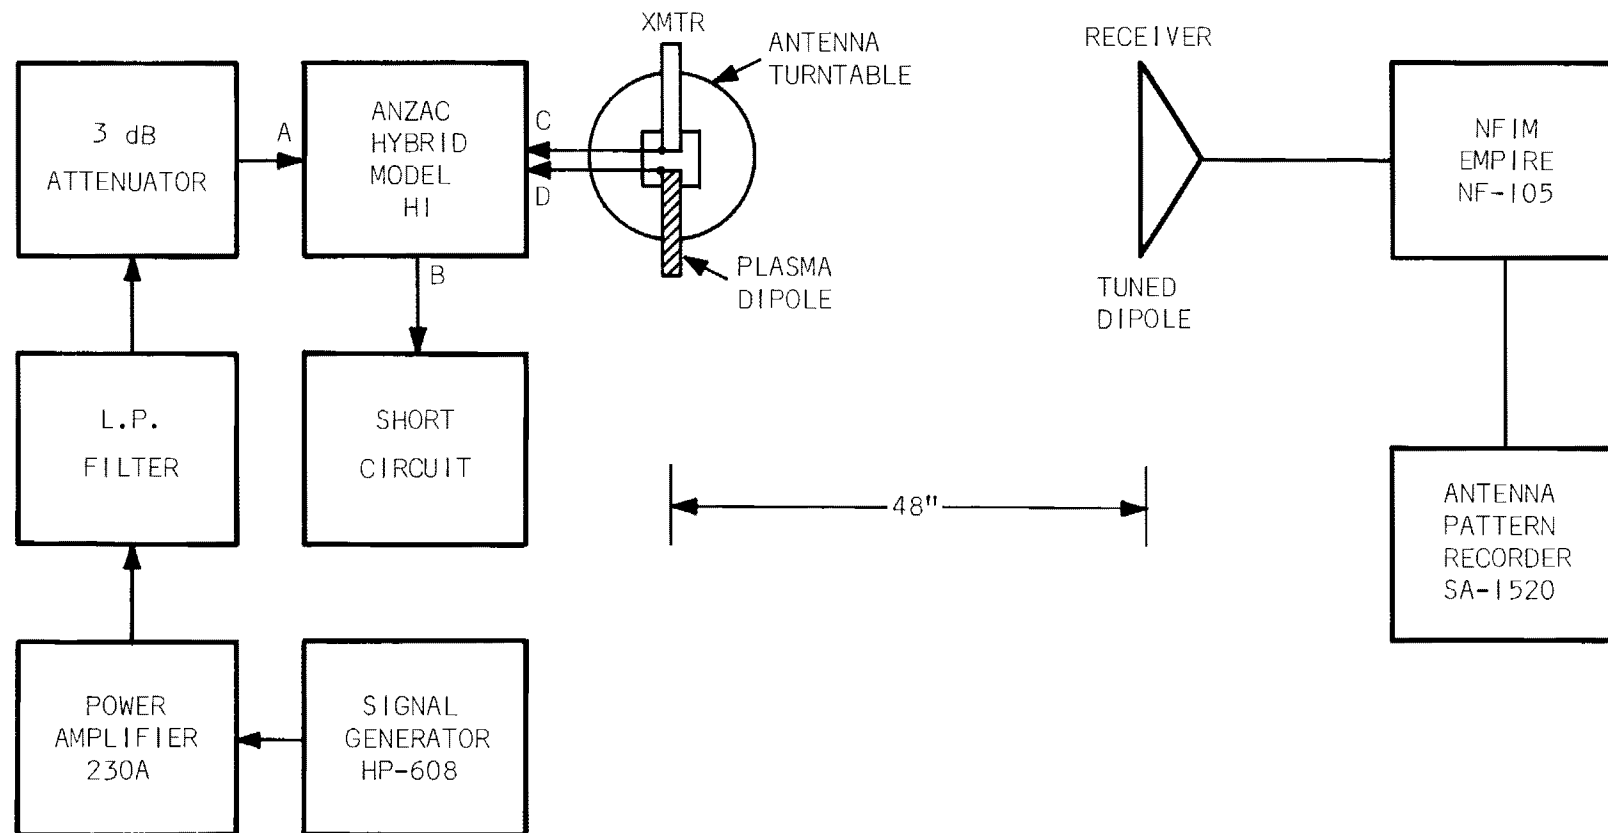 XMTR
ANTENNA
TURNTABLE
RECEIVER
3 dB
ATTENUATOR
A
ANZAC
HYBRID
MODEL
HI
C
D
B
PLASMA
DIPOLE
TUNED
DIPOLE
NFIM
EMPIRE
NF-105
L.P.
FILTER
SHORT
CIRCUIT
48"
ANTENNA
PATTERN
RECORDER
SA-1520
POWER
AMPLIFIER
230A
SIGNAL
GENERATOR
HP-608